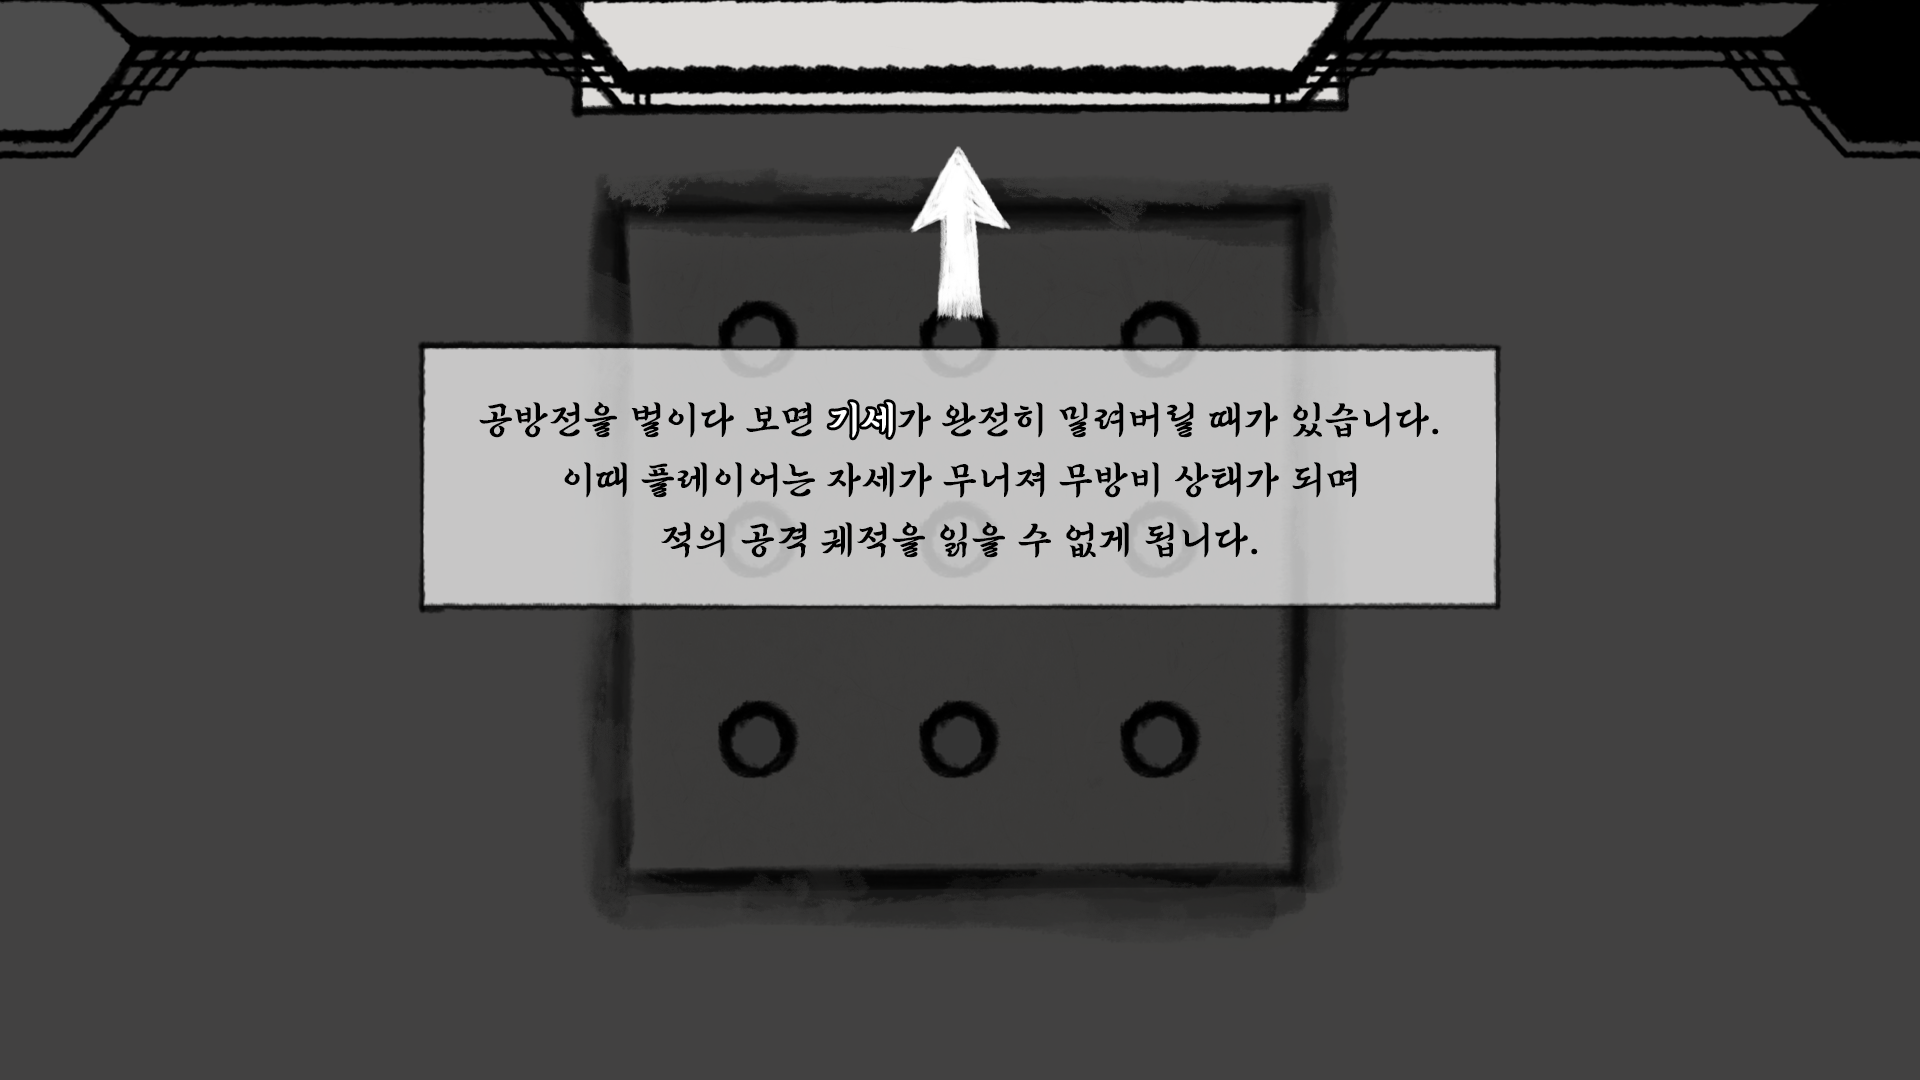 공방전을 벌이다 보면 기세가 완전히 밀려버릴 때가 있습니다.
이때 플레이어는 자세가 무너져 무방비 상태가 되며
적의 공격 궤적을 읽을 수 없게 됩니다.